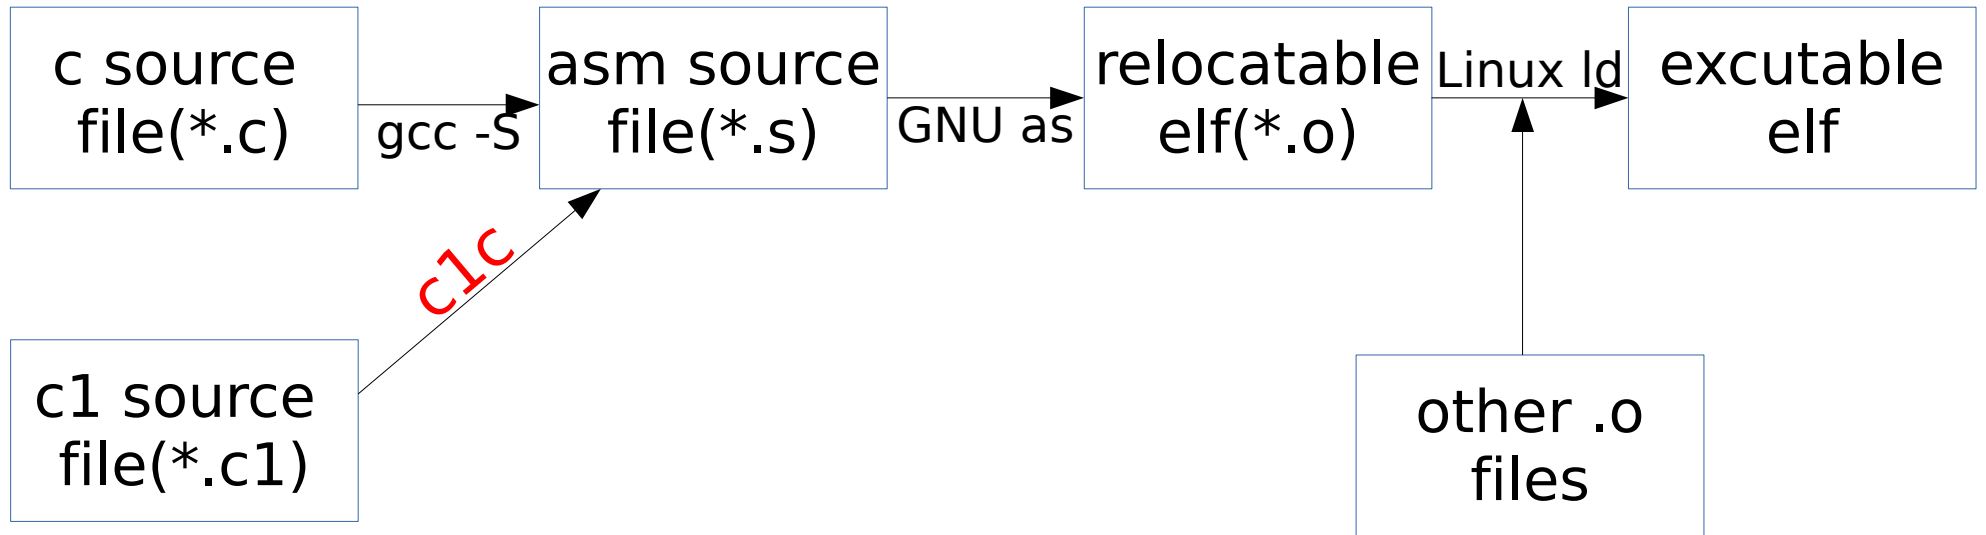 c source
file(*.c)
gcc -S
asm source
file(*.s)
GNU as
relocatable
elf(*.o)
Linux ld
excutable
elf
c1c
c1 source
file(*.c1)
other .o
files